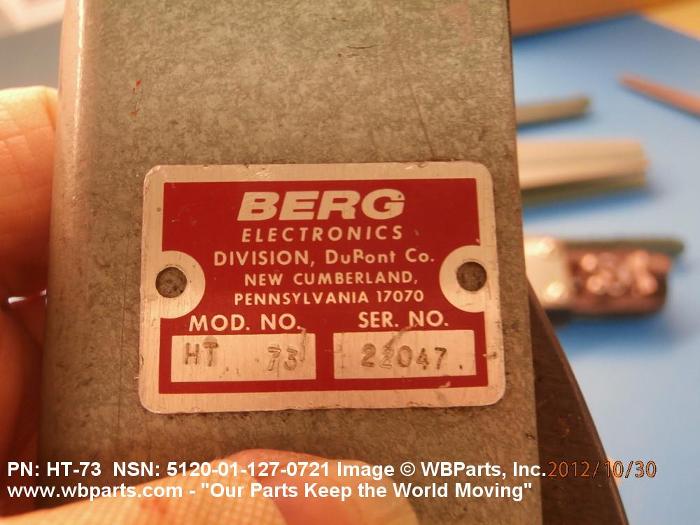 BERG
ELECTRONICS
DIVISION, DuPont Co.
NEW CUMBERLAND,
PENNSYLVANIA 17070
MOD. NO. SER. NO.
HT 73 22047
PN: HT-73 NSN: 5120-01-127-0721 Image © WBParts, Inc. 2012/10/30
www.wbparts.com - "Our Parts Keep the World Moving"